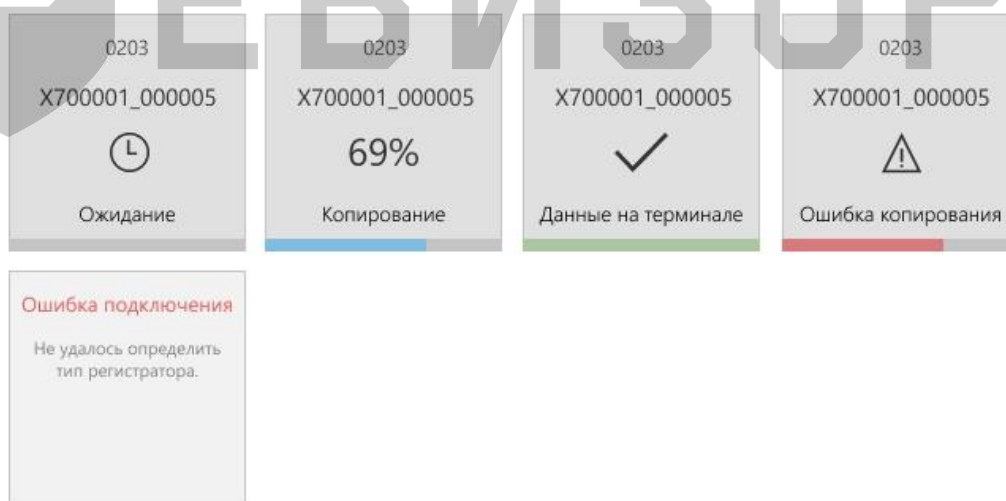 ЕВИЗОР
0203
X700001_000005
Ожидание
0203
X700001_000005
69%
Копирование
0203
X700001_000005
Данные на терминале
0203
X700001_000005
Ошибка копирования
Ошибка подключения
Не удалось определить
тип регистратора.